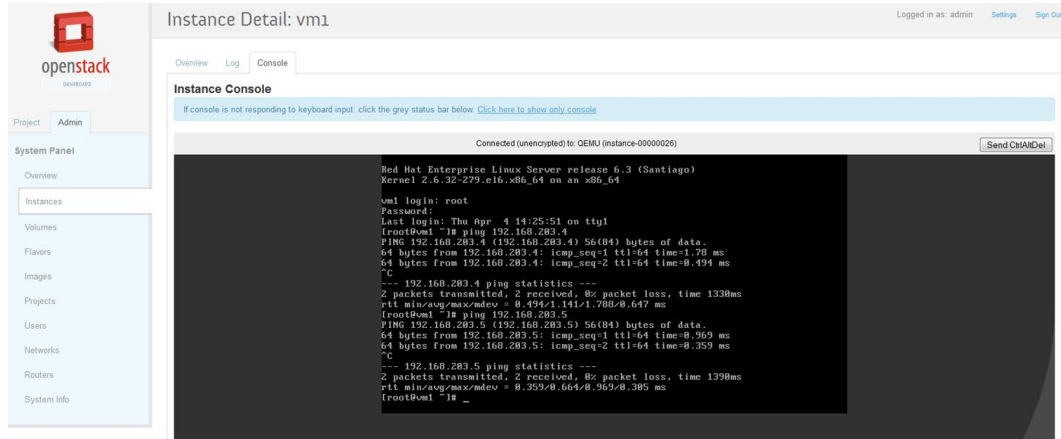 Instance Detail: vm1
Logged in as: admin Settings Sign Out
openstack
DASHBOARD
Project Admin
System Panel
Overview
Instances
Volumes
Flavors
Images
Projects
Users
Networks
Routers
System Info
Overview Log Console
Instance Console
If console is not responding to keyboard input: click the grey status bar below. Click here to show only console
Connected (unencrypted) to: QEMU (instance-00000026)
Send CtrlAltDel
Red Hat Enterprise Linux Server release 6.3 (Santiago)
Kernel 2.6.32-279.el6.x86_64 on an x86_64
vm1 login: root
Password:
Last login: Thu Apr 4 14:25:51 on tty1
[root@vm1 ~]# ping 192.168.203.4
PING 192.168.203.4 (192.168.203.4) 56(84) bytes of data.
64 bytes from 192.168.203.4: icmp_seq=1 ttl=64 time=1.78 ms
64 bytes from 192.168.203.4: icmp_seq=2 ttl=64 time=0.494 ms
^C
--- 192.168.203.4 ping statistics ---
2 packets transmitted, 2 received, 0% packet loss, time 1330ms
rtt min/avg/max/mdev = 0.494/1.141/1.788/0.647 ms
[root@vm1 ~]# ping 192.168.203.5
PING 192.168.203.5 (192.168.203.5) 56(84) bytes of data.
64 bytes from 192.168.203.5: icmp_seq=1 ttl=64 time=0.969 ms
64 bytes from 192.168.203.5: icmp_seq=2 ttl=64 time=0.359 ms
^C
--- 192.168.203.5 ping statistics ---
2 packets transmitted, 2 received, 0% packet loss, time 1390ms
rtt min/avg/max/mdev = 0.359/0.664/0.969/0.305 ms
[root@vm1 ~]# _